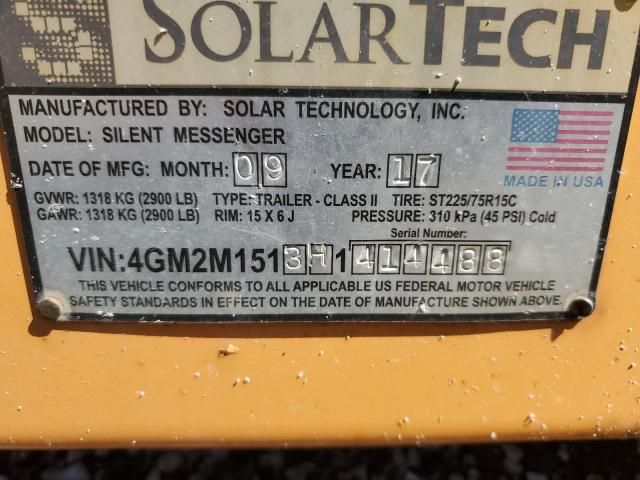 SOLARTECH
MANUFACTURED BY: SOLAR TECHNOLOGY, INC.
MODEL: SILENT MESSENGER
DATE OF MFG: MONTH: 09 YEAR: 17
MADE IN USA
GVWR: 1318 KG (2900 LB) TYPE: TRAILER - CLASS II TIRE: ST225/75R15C
GAWR: 1318 KG (2900 LB) RIM: 15 X 6 J PRESSURE: 310 kPa (45 PSI) Cold
Serial Number:
VIN:4GM2M1513H1414488
THIS VEHICLE CONFORMS TO ALL APPLICABLE US FEDERAL MOTOR VEHICLE
SAFETY STANDARDS IN EFFECT ON THE DATE OF MANUFACTURE SHOWN ABOVE.